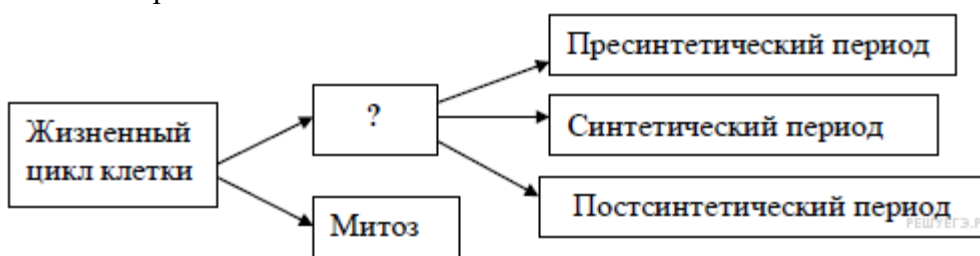 Пресинтетический период
?
Жизненный
цикл клетки
Синтетический период
Постсинтетический период
Митоз